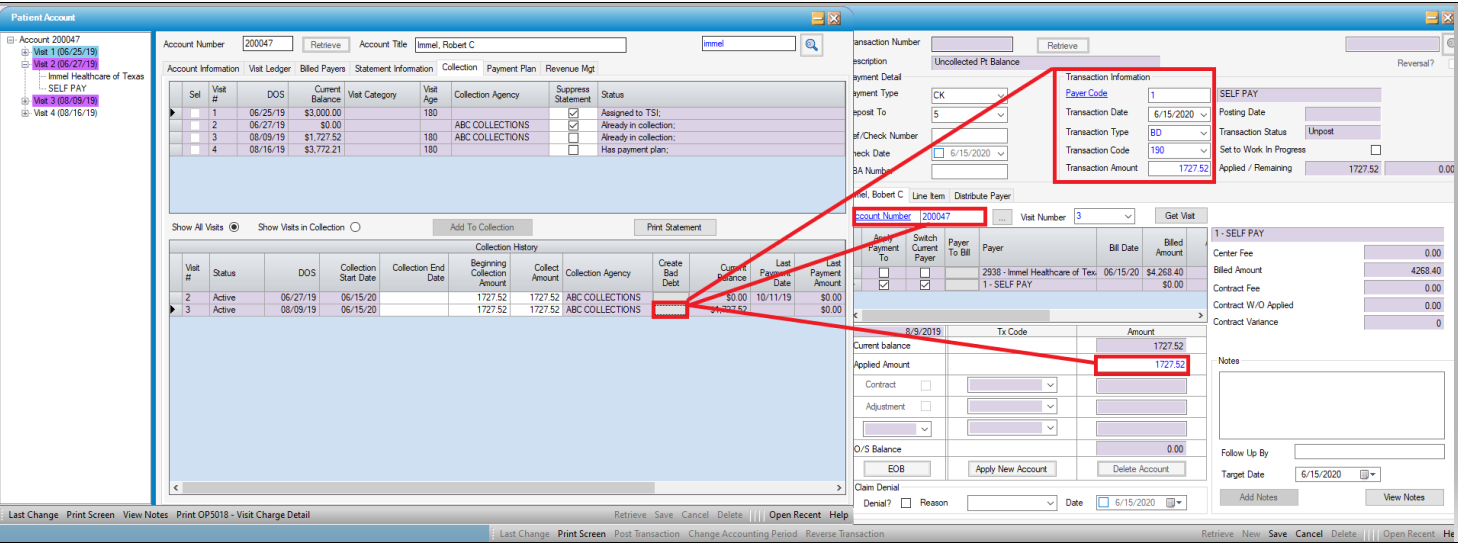 Patient Account
Account 200047
Visit 1 (06/25/19)
Visit 2 (06/27/19)
Immel Healthcare of Texas
SELF PAY
Visit 3 (08/09/19)
Visit 4 (08/16/19)
Account Number 200047 Retrieve Account Title Immel, Robert C immel
Account Information Visit Ledger Billed Payers Statement Information Collection Payment Plan Revenue Mgt
Sel Visit # DOS Current Balance Visit Category Visit Age Collection Agency Suppress Statement Status
1 06/25/19 $3,000.00 180 Assigned to TSI;
2 06/27/19 $0.00 ABC COLLECTIONS Already in collection;
3 08/09/19 $1,727.52 180 ABC COLLECTIONS Already in collection;
4 08/16/19 $3,772.21 180 Has payment plan;
Show All Visits Show Visits in Collection Add To Collection Print Statement
Collection History
Visit # Status DOS Collection Start Date Collection End Date Beginning Collection Amount Collect Amount Collection Agency Create Bad Debt Current Balance Last Payment Date Last Payment Amount
2 Active 06/27/19 06/15/20 1727.52 1727.52 ABC COLLECTIONS $0.00 10/11/19 $0.00
3 Active 08/09/19 06/15/20 1727.52 1727.52 ABC COLLECTIONS $1,727.52 $0.00
Last Change Print Screen View Notes Print OP5018 - Visit Charge Detail Retrieve Save Cancel Delete Open Recent Help
ansaction Number Retrieve
escription Uncollected Pt Balance Reversal?
ayment Detail Transaction Information
ayment Type CK Payer Code 1 SELF PAY
eposit To 5 Transaction Date 6/15/2020 Posting Date
ef/Check Number Transaction Type BD Transaction Status Unpost
heck Date 6/15/2020 Transaction Code 190 Set to Work In Progress
BA Number Transaction Amount 1727.52 Applied / Remaining 1727.52 0.00
mel, Bobert C Line Item Distribute Payer
ccount Number 200047 ... Visit Number 3 Get Visit
Apply Payment To Switch Current Payer Payer To Bill Payer Bill Date Billed Amount
2938 - Immel Healthcare of Tex 06/15/20 $4,268.40
1 - SELF PAY $0.00
1 - SELF PAY
Center Fee 0.00
Billed Amount 4268.40
Contract Fee 0.00
Contract W/O Applied 0.00
Contract Variance 0
8/9/2019 Tx Code Amount
Current balance 1727.52
Applied Amount 1727.52
Contract
Adjustment
O/S Balance 0.00
EOB Apply New Account Delete Account
Claim Denial
Denial? Reason Date 6/15/2020
Notes
Follow Up By
Target Date 6/15/2020
Add Notes View Notes
Last Change Print Screen Post Transaction Change Accounting Period Reverse Transaction Retrieve New Save Cancel Delete Open Recent He